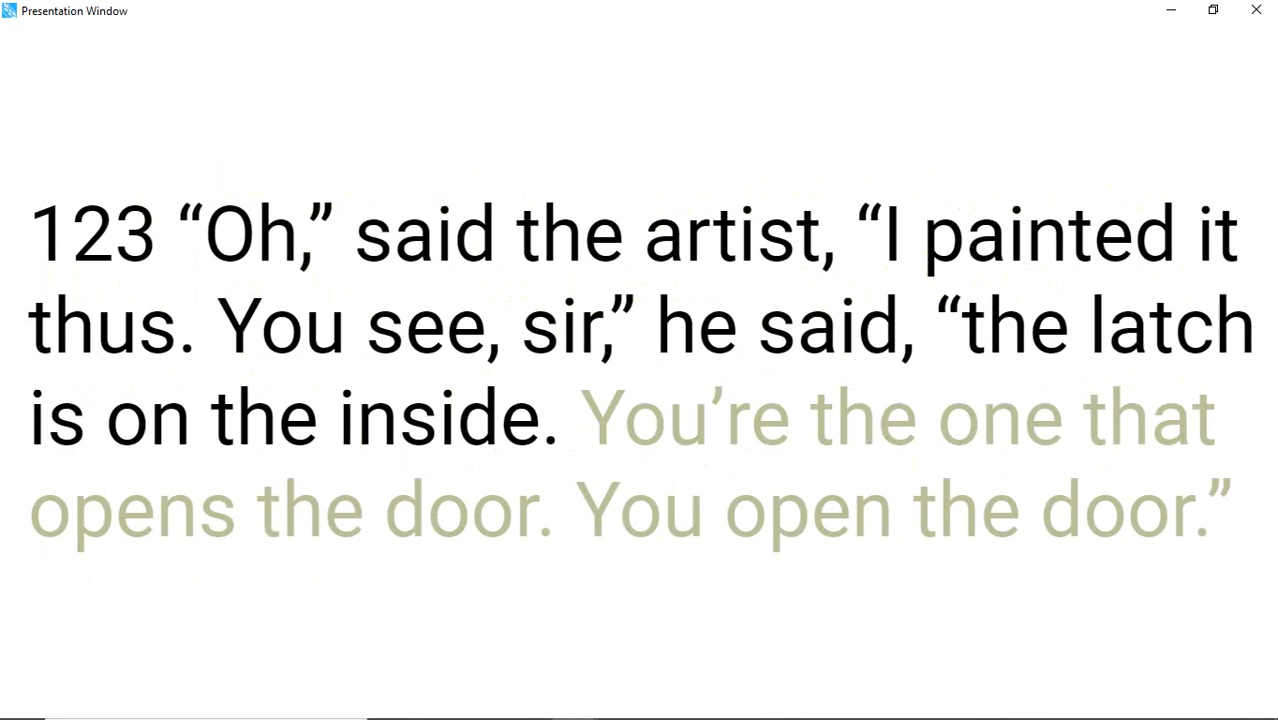 Presentation Window
123 “Oh,” said the artist, “I painted it
thus. You see, sir,” he said, “the latch
is on the inside. You’re the one that
opens the door. You open the door.”